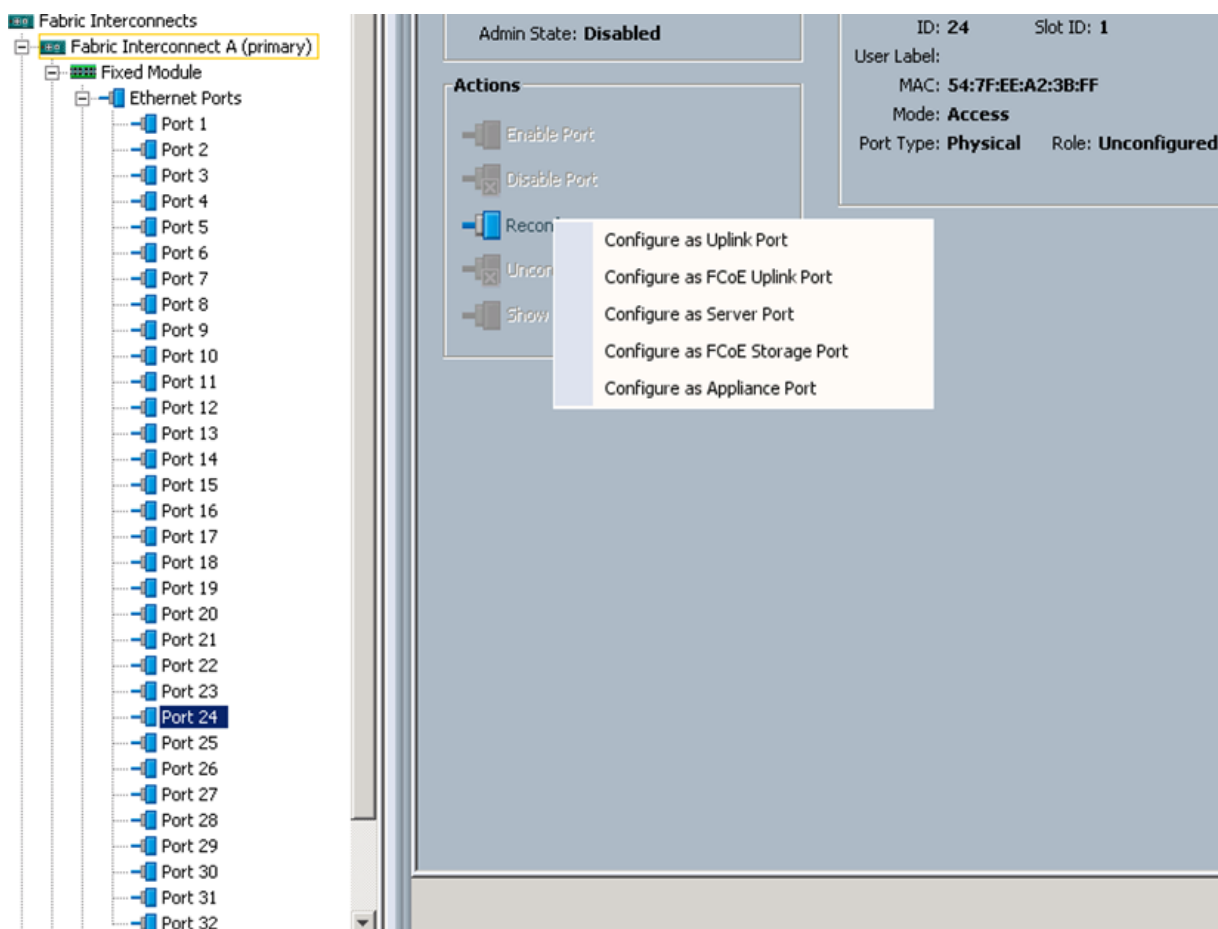 Fabric Interconnects
Fabric Interconnect A (primary)
Fixed Module
Ethernet Ports
Port 1
Port 2
Port 3
Port 4
Port 5
Port 6
Port 7
Port 8
Port 9
Port 10
Port 11
Port 12
Port 13
Port 14
Port 15
Port 16
Port 17
Port 18
Port 19
Port 20
Port 21
Port 22
Port 23
Port 24
Port 25
Port 26
Port 27
Port 28
Port 29
Port 30
Port 31
Port 32
Admin State: Disabled
Actions
Enable Port
Disable Port
Recon
Uncon
Show
Configure as Uplink Port
Configure as FCoE Uplink Port
Configure as Server Port
Configure as FCoE Storage Port
Configure as Appliance Port
ID: 24 Slot ID: 1
User Label:
MAC: 54:7F:EE:A2:3B:FF
Mode: Access
Port Type: Physical Role: Unconfigured